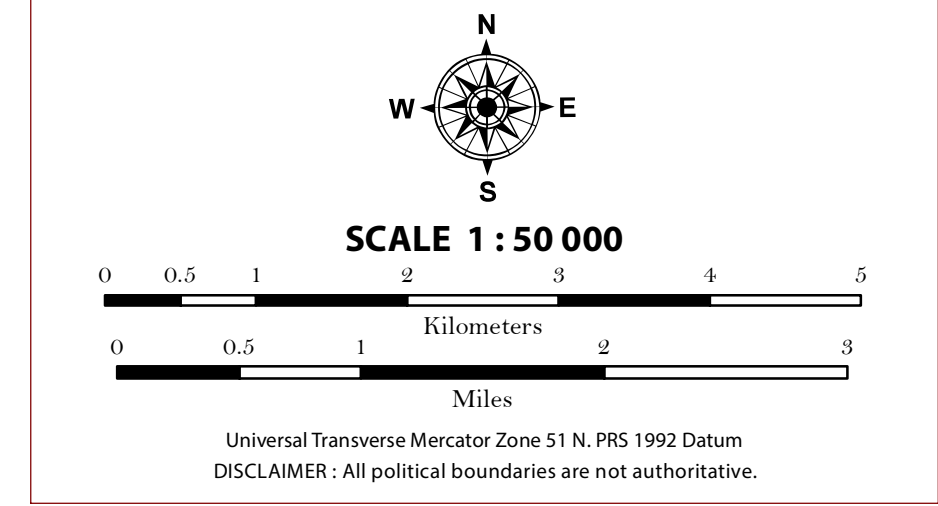 N
W E
S
SCALE 1 : 50 000
0 0.5 1 2 3 4 5
Kilometers
0 0.5 1 2 3
Miles
Universal Transverse Mercator Zone 51 N. PRS 1992 Datum
DISCLAIMER : All political boundaries are not authoritative.